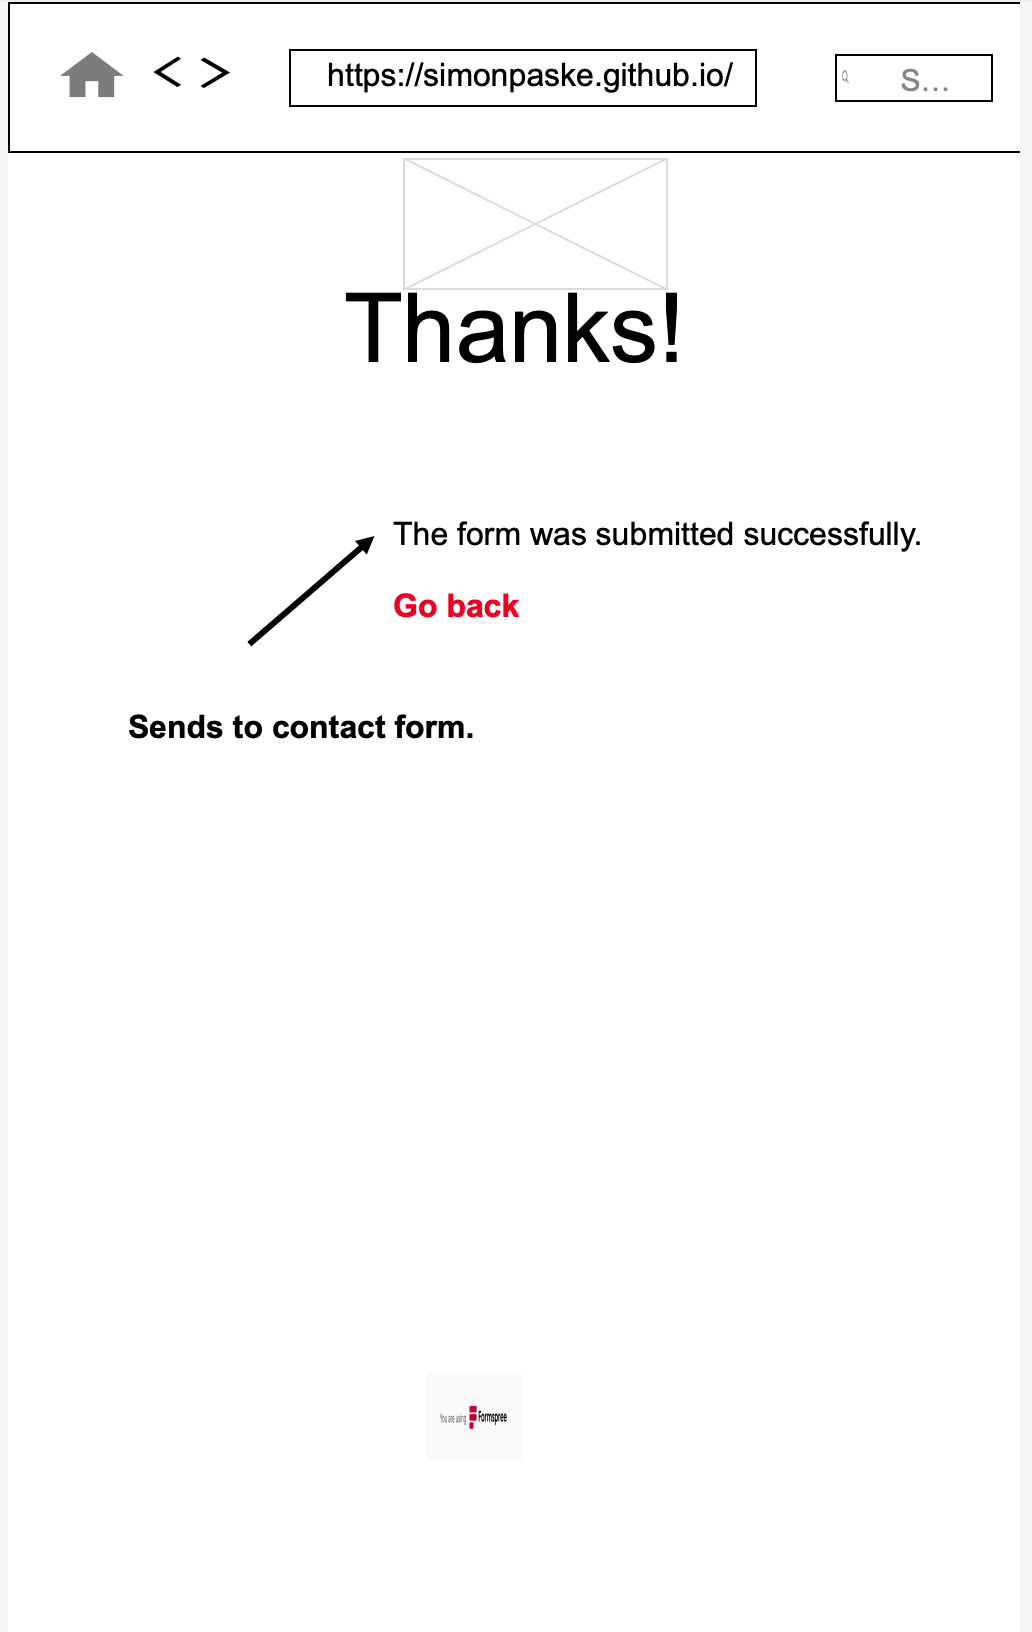 < >
https://simonpaske.github.io/
S...
Thanks!
The form was submitted successfully.
Go back
Sends to contact form.
You are using Formspree